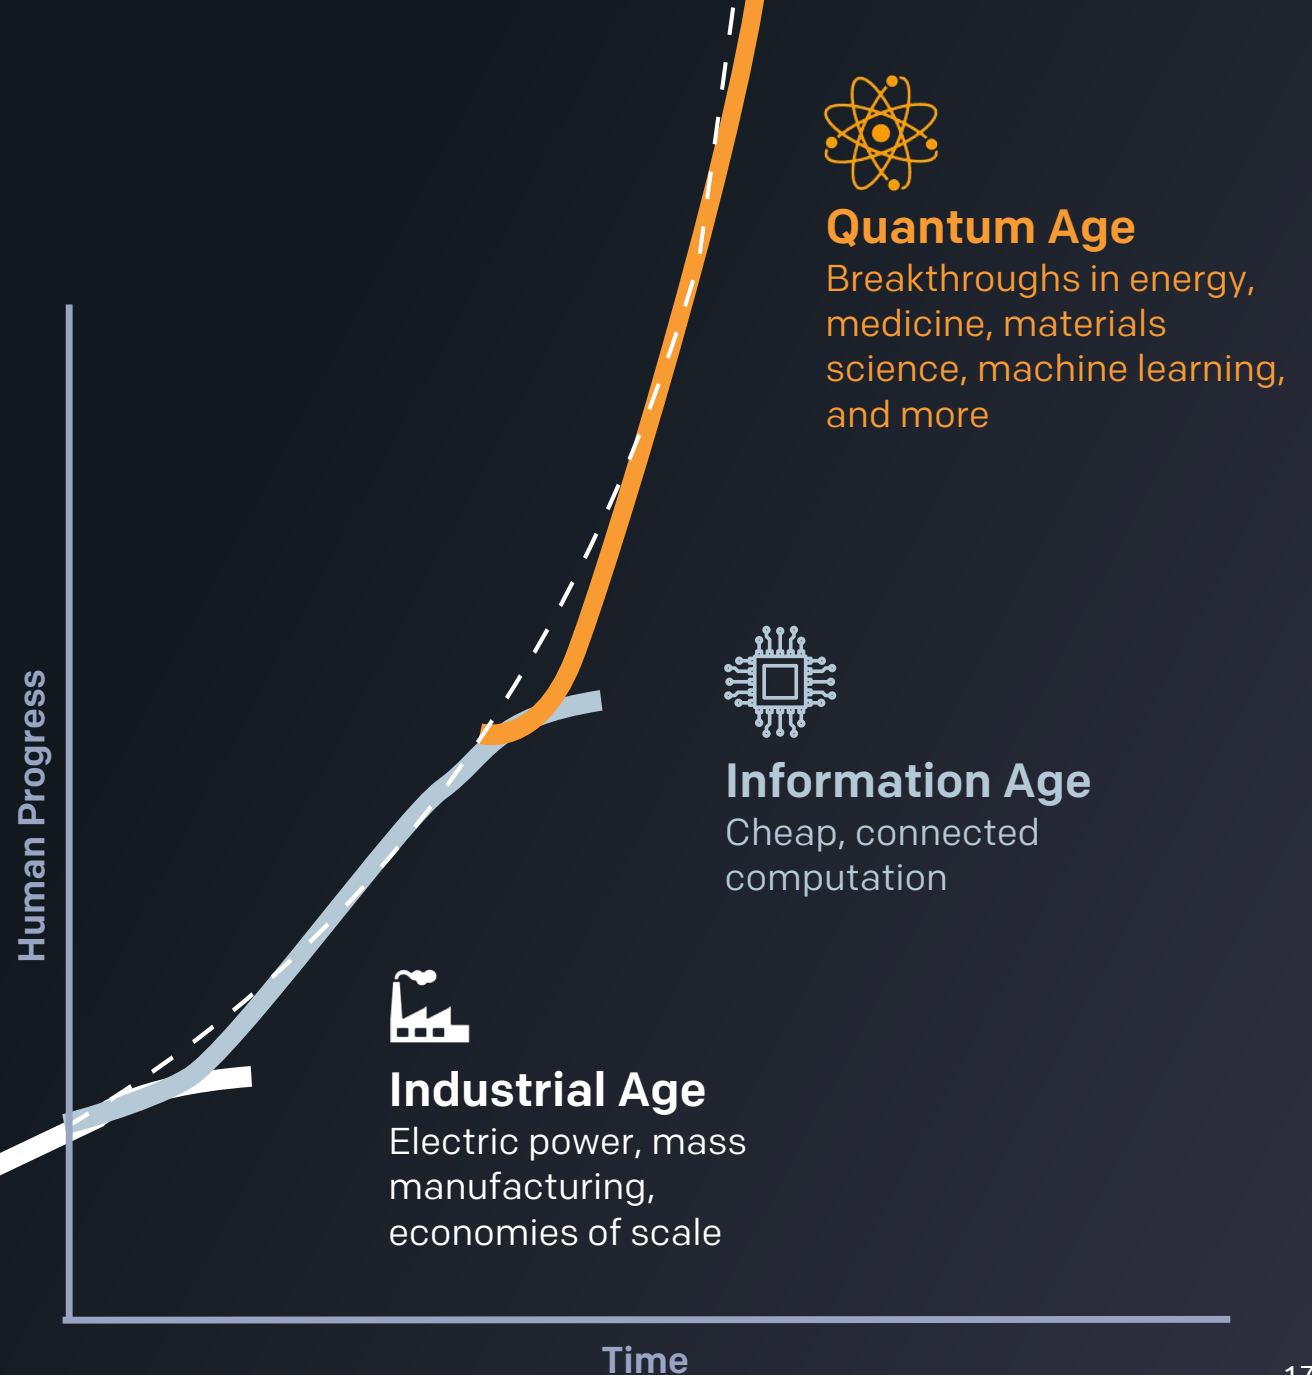 Quantum Age
Breakthroughs in energy,
medicine, materials
science, machine learning,
and more
Human Progress
Information Age
Cheap, connected
computation
Industrial Age
Electric power, mass
manufacturing,
economies of scale
Time
17